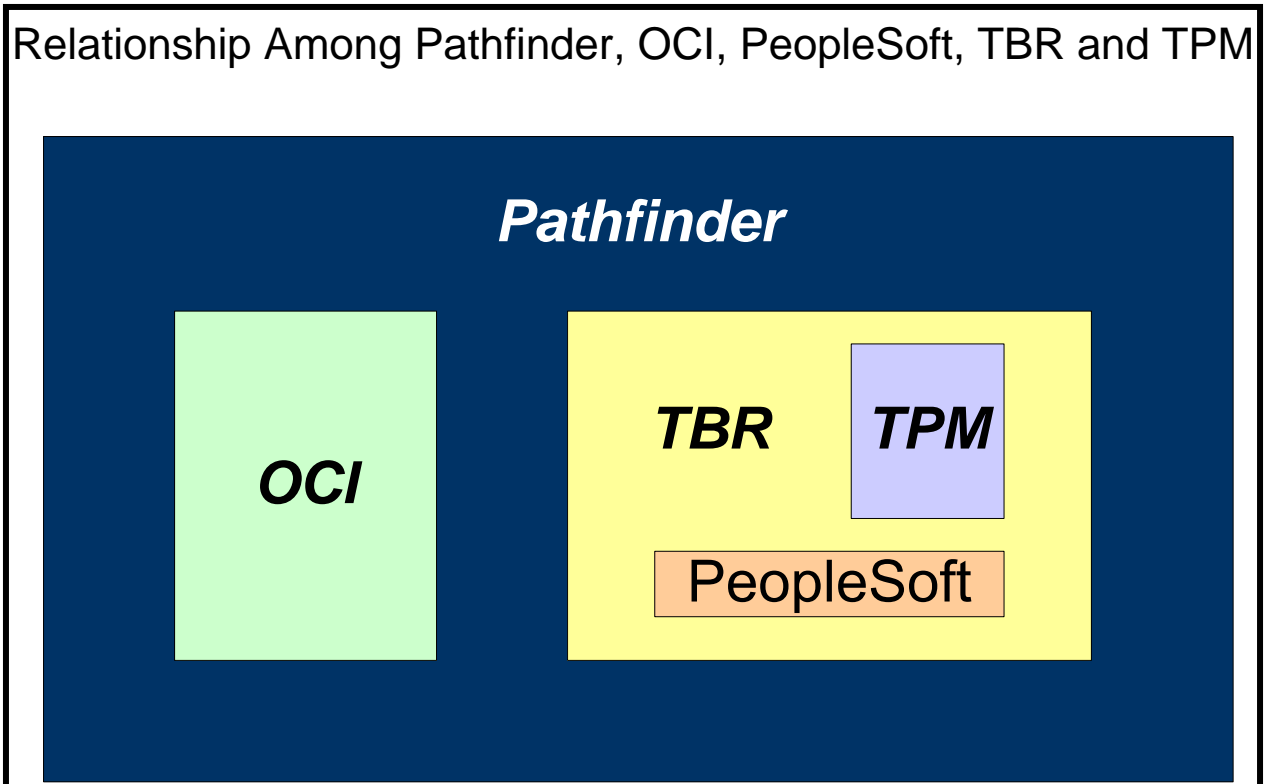 Relationship Among Pathfinder, OCI, PeopleSoft, TBR and TPM
Pathfinder
OCI
TBR
TPM
PeopleSoft